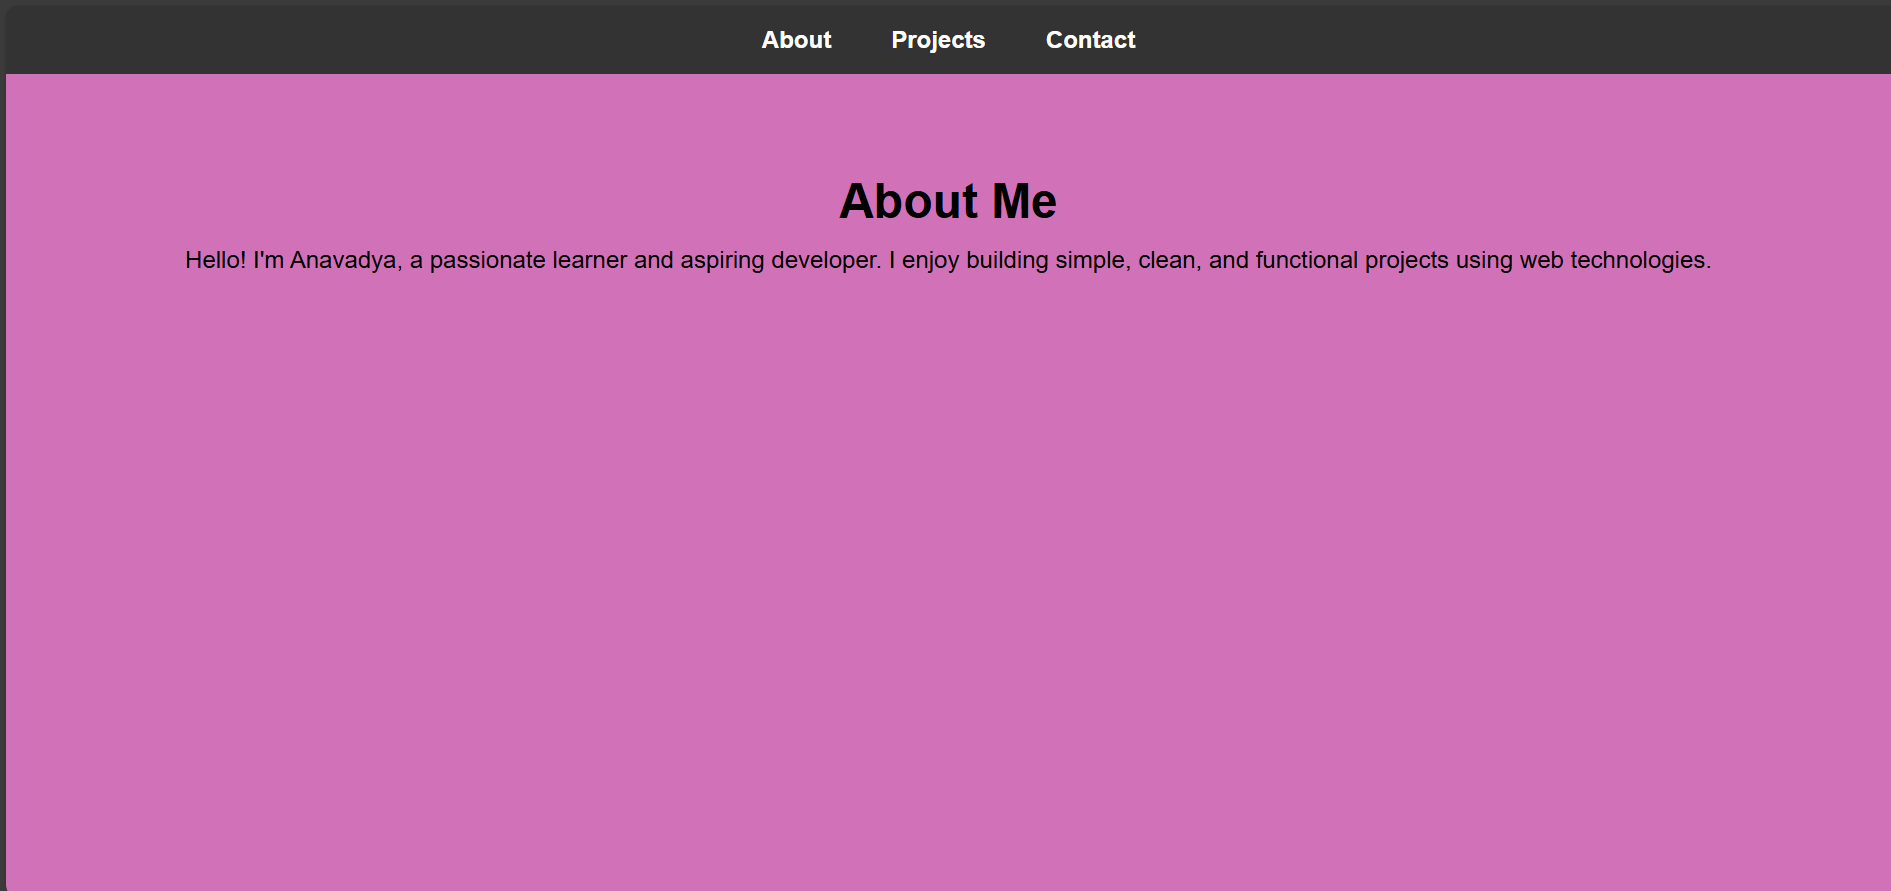 About Projects Contact
About Me
Hello! I'm Anavadya, a passionate learner and aspiring developer. I enjoy building simple, clean, and functional projects using web technologies.